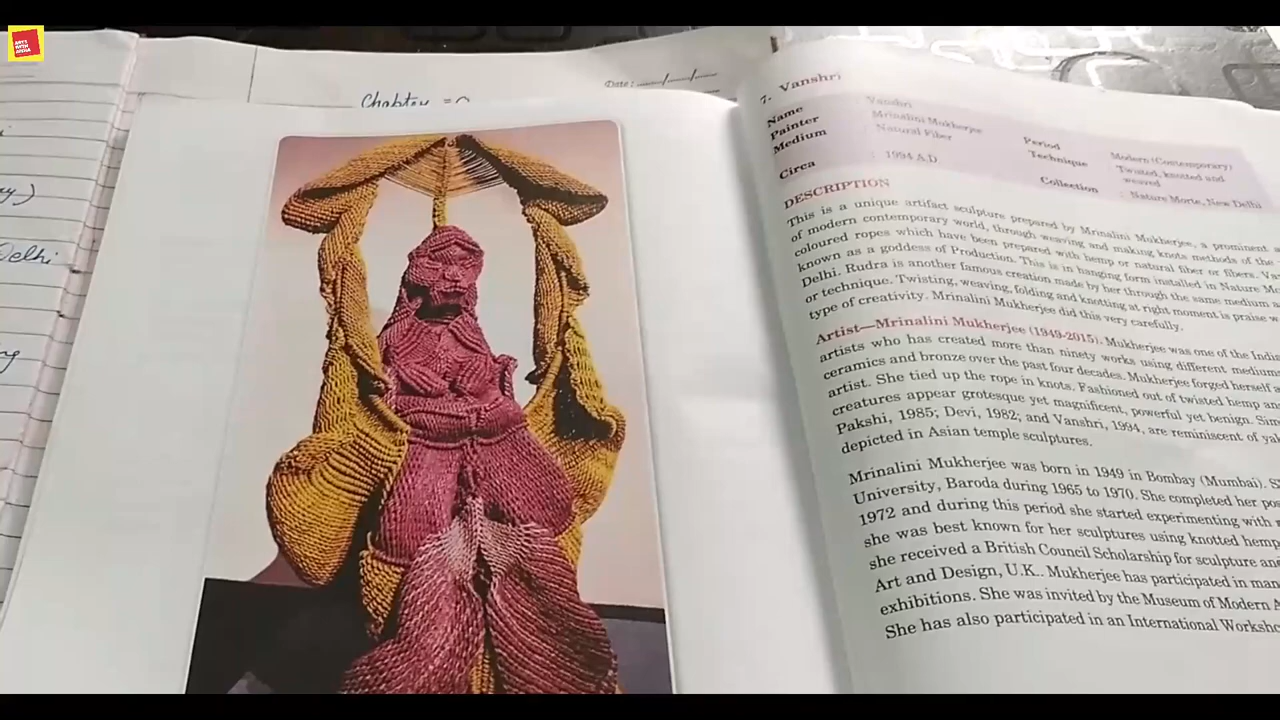 ARTS
WITH
ARORA
Date:
Chapter =
Delhi
7. Vanshri
Name : Vanshri
Painter Mrinalini Mukherjee
Medium : Natural Fiber
Circa : 1994 A.D
Period Modern (Contemporary)
Technique Twisted, knotted and
weaved
Collection : Nature Morte, New Delhi
DESCRIPTION
This is a unique artifact sculpture prepared by Mrinalini Mukherjee, a prominent
of modern contemporary world, through weaving and making knots methods of the
coloured ropes which have been prepared with hemp or natural fiber or fibers.
known as a goddess of Production. This is in hanging form installed in Nature
Delhi. Rudra is another famous creation made by her through the same medium
or technique. Twisting, weaving, folding and knotting at right moment is praise
type of creativity. Mrinalini Mukherjee did this very carefully.
Artist—Mrinalini Mukherjee (1949-2015). Mukherjee was one of the
artists who has created more than ninety works using different
ceramics and bronze over the past four decades. Mukherjee forged herself
artist. She tied up the rope in knots. Fashioned out of twisted hemp
creatures appear grotesque yet magnificent, powerful yet benign.
Pakshi, 1985; Devi, 1982; and Vanshri, 1994, are reminiscent of
depicted in Asian temple sculptures.
Mrinalini Mukherjee was born in 1949 in Bombay (Mumbai).
University, Baroda during 1965 to 1970. She completed her
1972 and during this period she started experimenting with
she was best known for her sculptures using knotted hemp
she received a British Council Scholarship for sculpture
Art and Design, U.K.. Mukherjee has participated in
exhibitions. She was invited by the Museum of Modern
She has also participated in an International